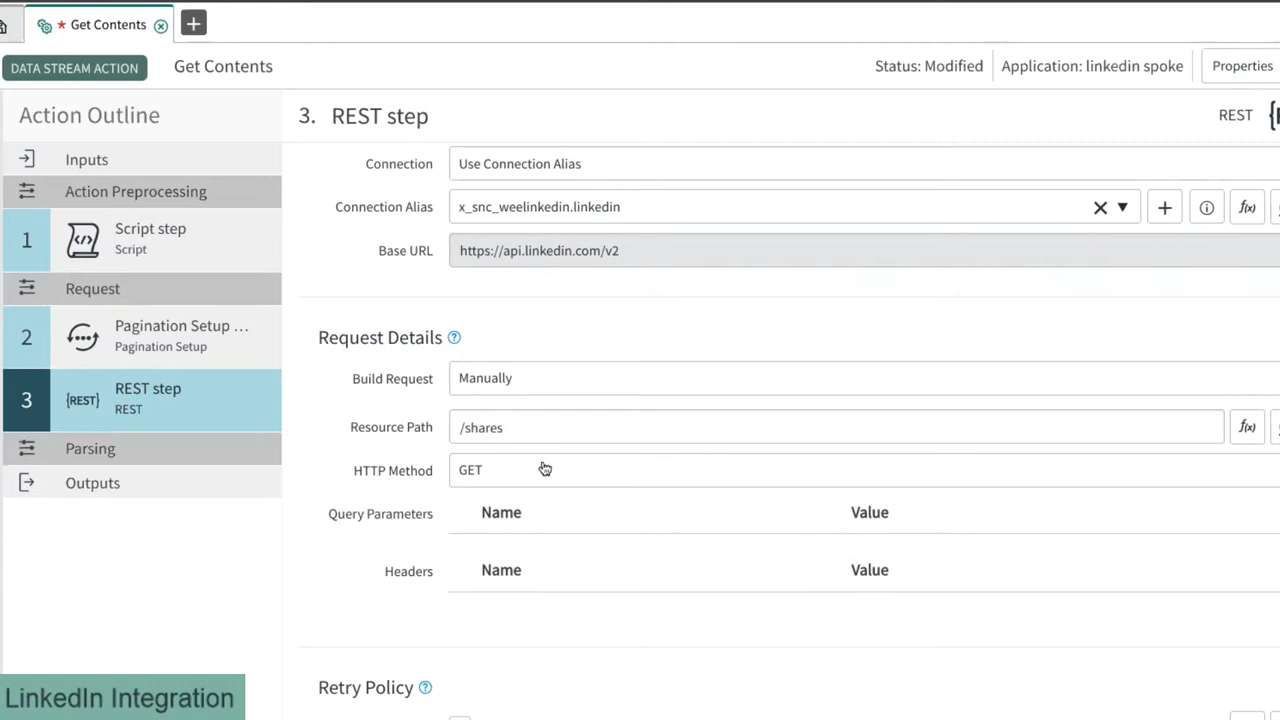 * Get Contents
DATA STREAM ACTION
Get Contents
Status: Modified
Application: linkedin spoke
Properties
Action Outline
Inputs
Action Preprocessing
1
Script step
Script
Request
2
Pagination Setup ...
Pagination Setup
3
{REST}
REST step
REST
Parsing
Outputs
3. REST step
REST
Connection
Use Connection Alias
Connection Alias
x_snc_weelinkedin.linkedin
f(x)
Base URL
https://api.linkedin.com/v2
Request Details
Build Request
Manually
Resource Path
/shares
f(x)
HTTP Method
GET
Query Parameters
Name
Value
Headers
Name
Value
Retry Policy
LinkedIn Integration